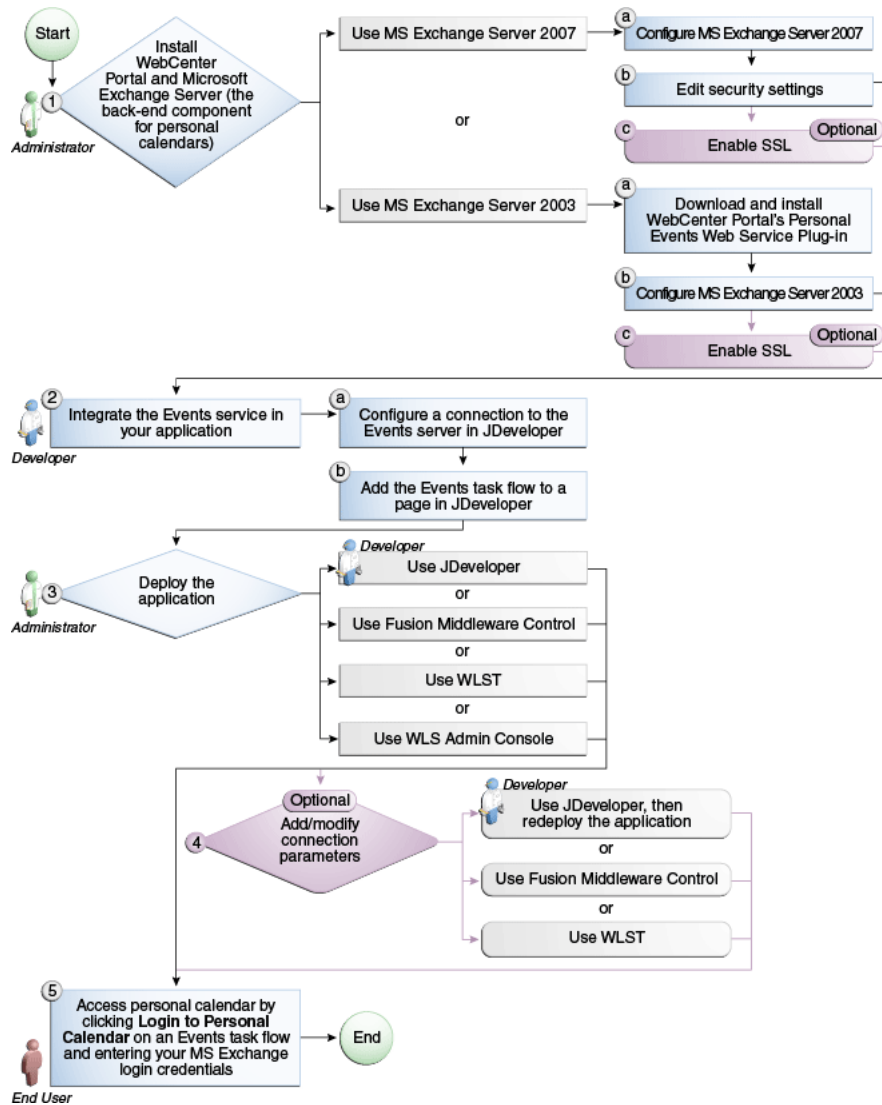 Start
1
Administrator
Install
WebCenter
Portal and Microsoft
Exchange Server (the
back-end component
for personal
calendars)
Use MS Exchange Server 2007
or
Use MS Exchange Server 2003
a
Configure MS Exchange Server 2007
b
Edit security settings
c
Optional
Enable SSL
a
Download and install
WebCenter Portal's Personal
Events Web Service Plug-in
b
Configure MS Exchange Server 2003
c
Optional
Enable SSL
2
Developer
Integrate the Events service in
your application
a
Configure a connection to the
Events server in JDeveloper
b
Add the Events task flow to a
page in JDeveloper
3
Administrator
Deploy the
application
Developer
Use JDeveloper
or
Use Fusion Middleware Control
or
Use WLST
or
Use WLS Admin Console
Optional
4
Add/modify
connection
parameters
Developer
Use JDeveloper, then
redeploy the application
or
Use Fusion Middleware Control
or
Use WLST
5
End User
Access personal calendar by
clicking Login to Personal
Calendar on an Events task flow
and entering your MS Exchange
login credentials
End